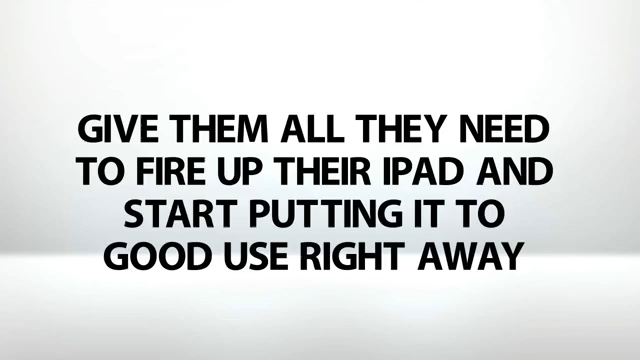 GIVE THEM ALL THEY NEED
TO FIRE UP THEIR IPAD AND
START PUTTING IT TO
GOOD USE RIGHT AWAY